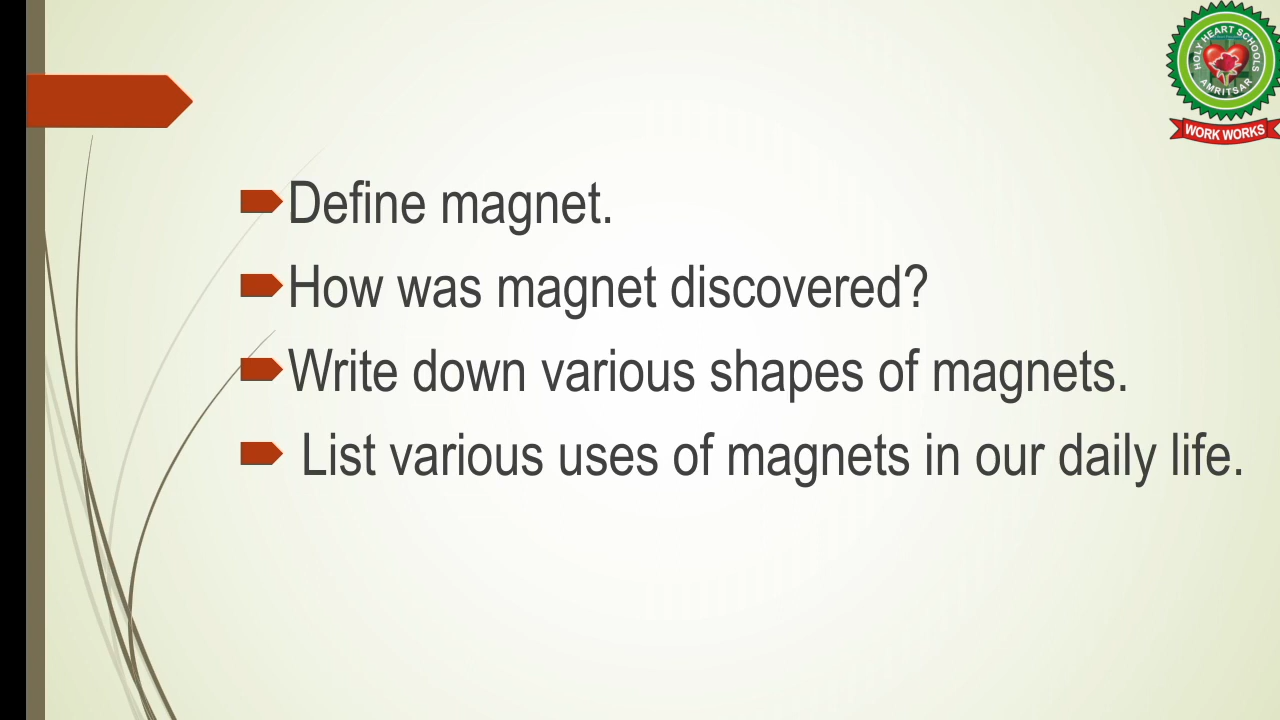 HOLY HEART SCHOOLS
AMRITSAR
WORK WORKS
Define magnet.
How was magnet discovered?
Write down various shapes of magnets.
List various uses of magnets in our daily life.